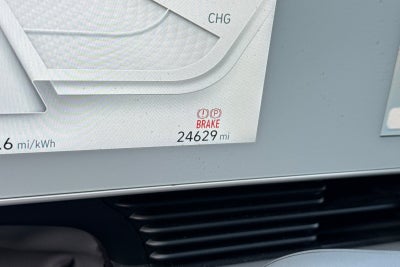 CHG
.6 mi/kWh
(!) (P)
BRAKE
24629 mi